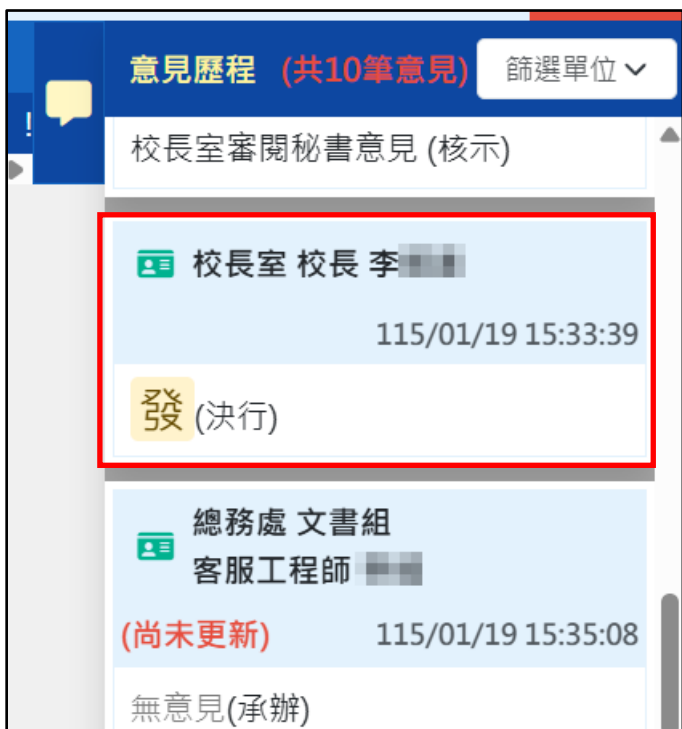 意見歷程 (共10筆意見) 篩選單位
!
校長室審閱秘書意見 (核示)
校長室 校長 李
115/01/19 15:33:39
發 (決行)
總務處 文書組
客服工程師
(尚未更新) 115/01/19 15:35:08
無意見(承辦)